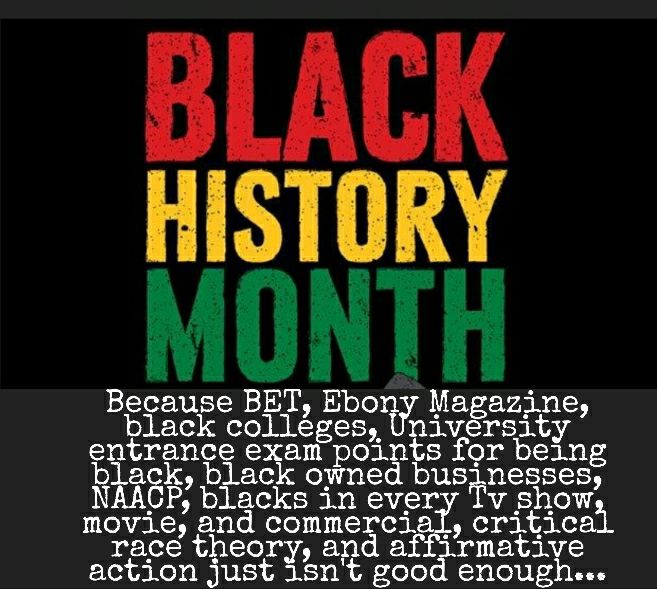 BLACK
HISTORY
MONTH
Because BET, Ebony Magazine,
black colleges, University
entrance exam points for being
black, black owned businesses,
NAACP, blacks in every Tv show,
movie, and commercial, critical
race theory, and affirmative
action just isn't good enough...